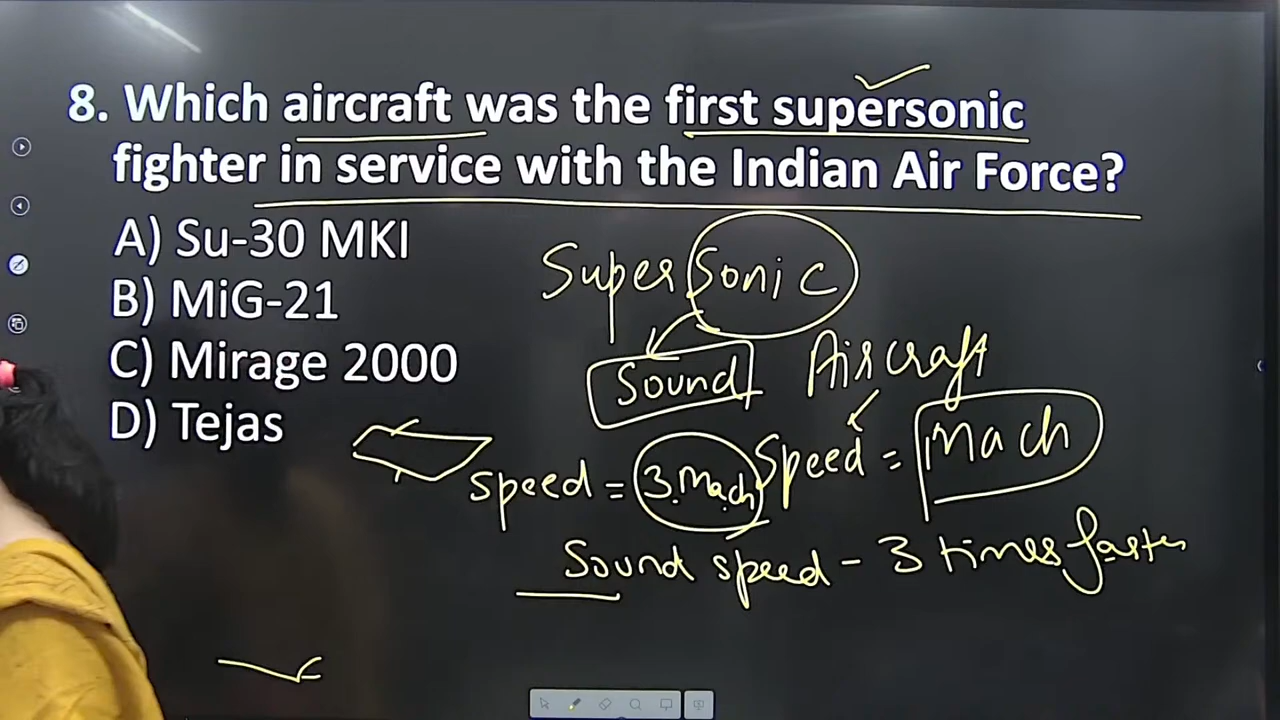 8. Which aircraft was the first supersonic
fighter in service with the Indian Air Force?
A) Su-30 MKI
B) MiG-21
C) Mirage 2000
D) Tejas
Super Sonic
Sound
Aircraft
Speed = Mach
Speed = 3.Mach
Sound speed - 3 times faster